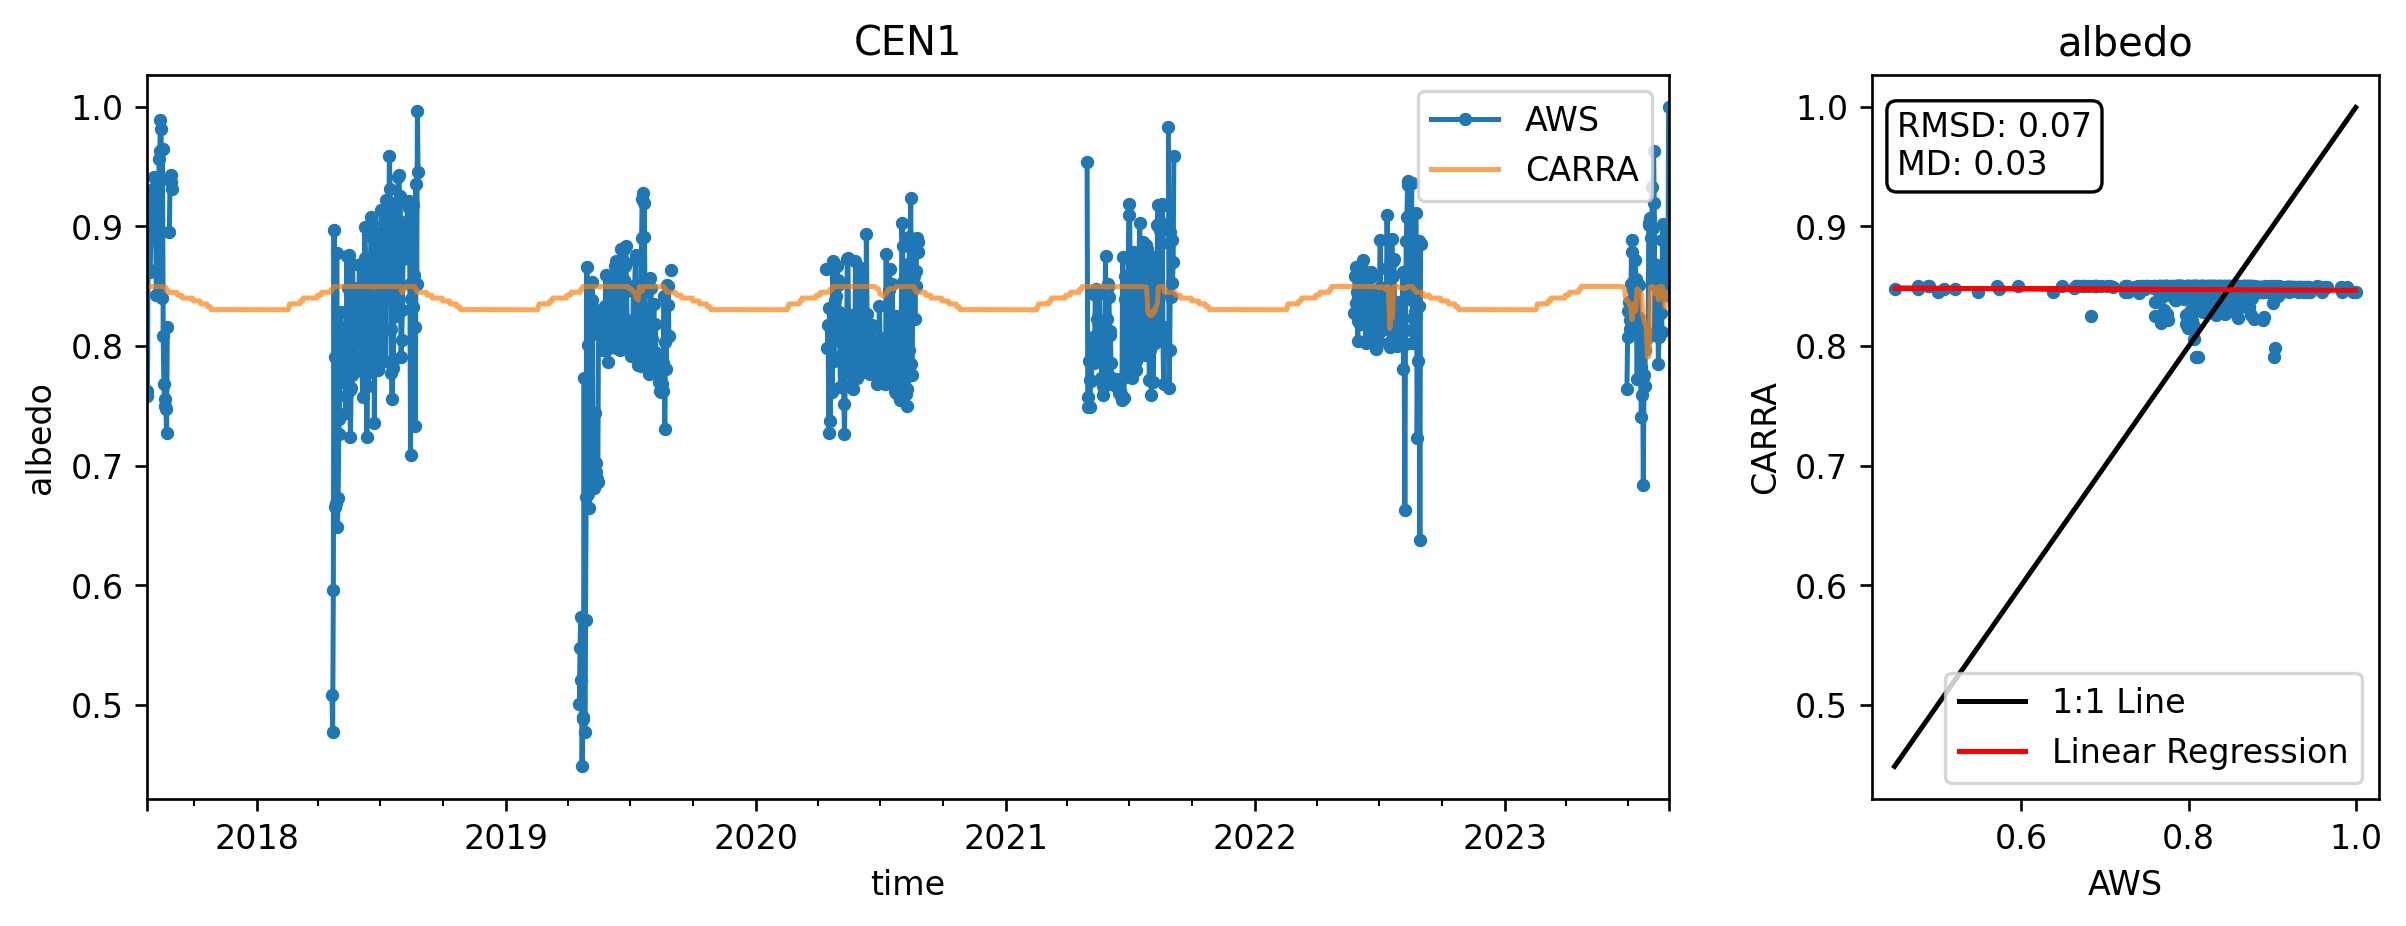 CEN1
albedo
1.0
0.9
0.8
0.7
0.6
0.5
AWS
CARRA
2018 2019 2020 2021 2022 2023
time
albedo
CARRA
1.0
0.9
0.8
0.7
0.6
0.5
RMSD: 0.07
MD: 0.03
1:1 Line
Linear Regression
0.6 0.8 1.0
AWS